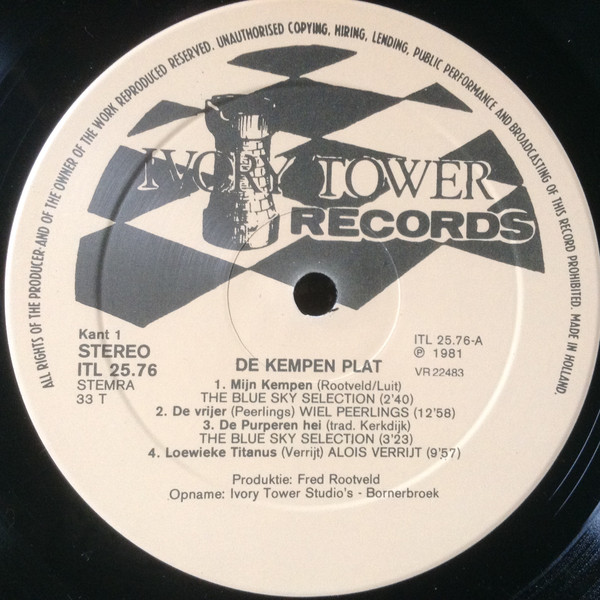 ALL RIGHTS OF THE PRODUCER AND OF THE OWNER OF THE WORK REPRODUCED RESERVED. UNAUTHORISED COPYING, HIRING, LENDING, PUBLIC PERFORMANCE AND BROADCASTING OF THIS RECORD PROHIBITED. MADE IN HOLLAND.
IVORY TOWER
RECORDS
Kant 1
STEREO
ITL 25.76
STEMRA
33 T
ITL 25.76-A
℗ 1981
VR 22483
DE KEMPEN PLAT
1. Mijn Kempen (Rootveld/Luit)
THE BLUE SKY SELECTION (2'40)
2. De vrijer (Peerlings) WIEL PEERLINGS (12'58)
3. De Purperen hei (trad. Kerkdijk)
THE BLUE SKY SELECTION (3'23)
4. Loewieke Titanus (Verrijt) ALOIS VERRIJT (9'57)
Produktie: Fred Rootveld
Opname: Ivory Tower Studio's - Bornerbroek